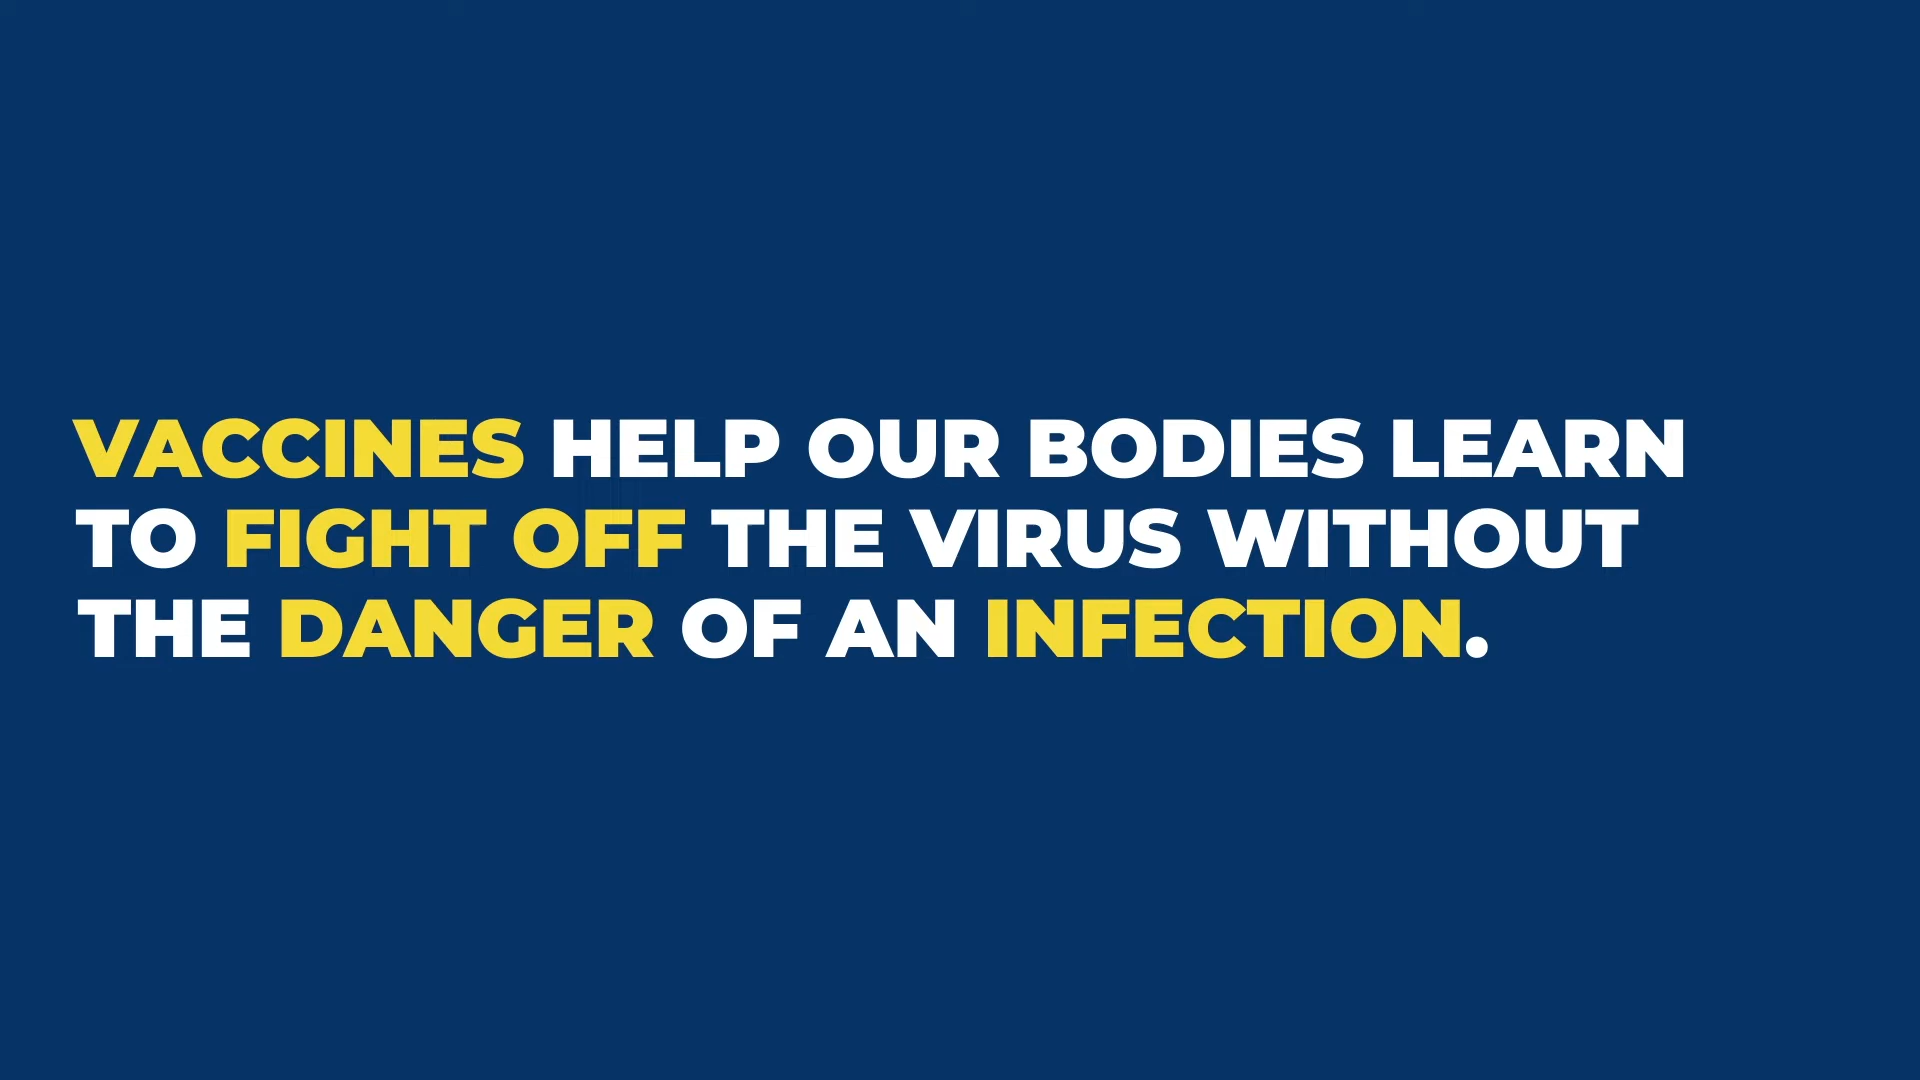 VACCINES HELP OUR BODIES LEARN
TO FIGHT OFF THE VIRUS WITHOUT
THE DANGER OF AN INFECTION.